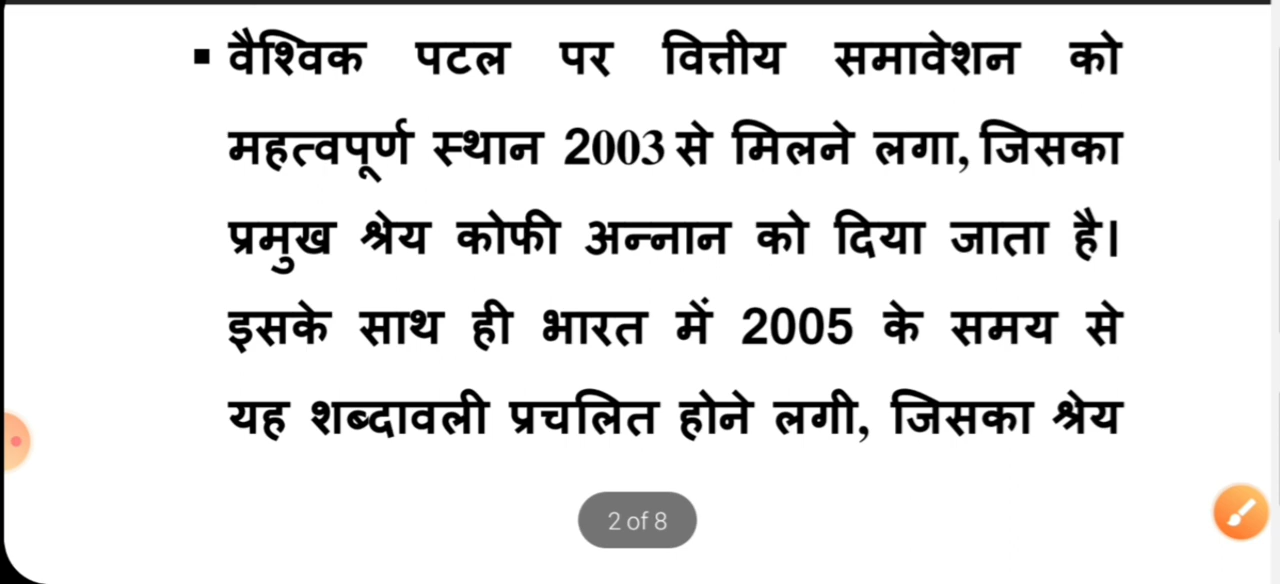 ▪ वैश्विक पटल पर वित्तीय समावेशन को
महत्वपूर्ण स्थान 2003 से मिलने लगा, जिसका
प्रमुख श्रेय कोफी अन्नान को दिया जाता है।
इसके साथ ही भारत में 2005 के समय से
यह शब्दावली प्रचलित होने लगी, जिसका श्रेय
2 of 8